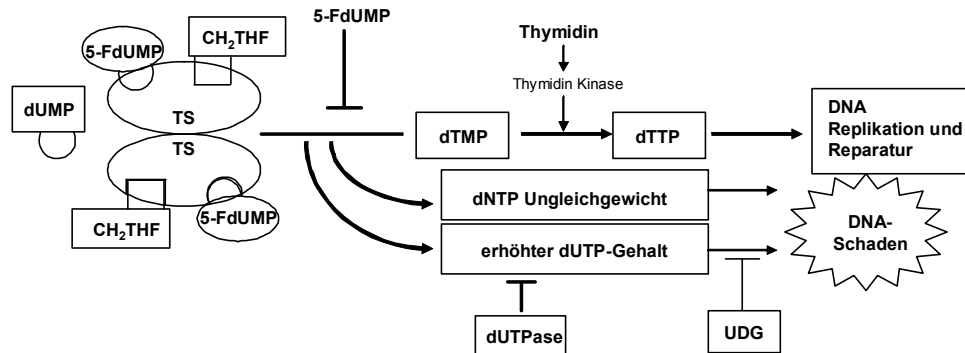 5-FdUMP
CH₂THF
5-FdUMP
Thymidin
Thymidin Kinase
dUMP
TS
TS
dTMP
dTTP
DNA
Replikation und
Reparatur
CH₂THF
5-FdUMP
dNTP Ungleichgewicht
erhöhter dUTP-Gehalt
DNA-
Schaden
dUTPase
UDG